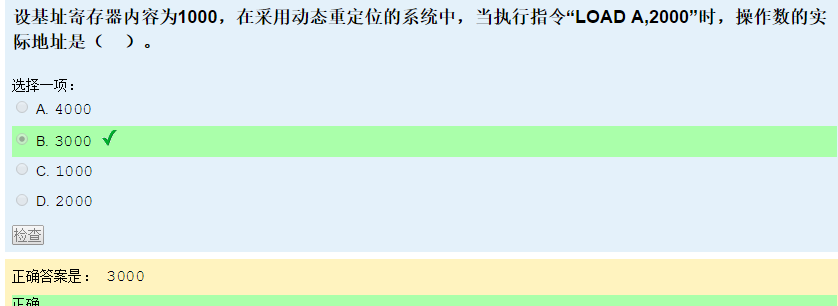 设基址寄存器内容为1000，在采用动态重定位的系统中，当执行指令“LOAD A,2000”时，操作数的实
际地址是（  ）。
选择一项：
A. 4000
B. 3000
C. 1000
D. 2000
检查
正确答案是： 3000
正确